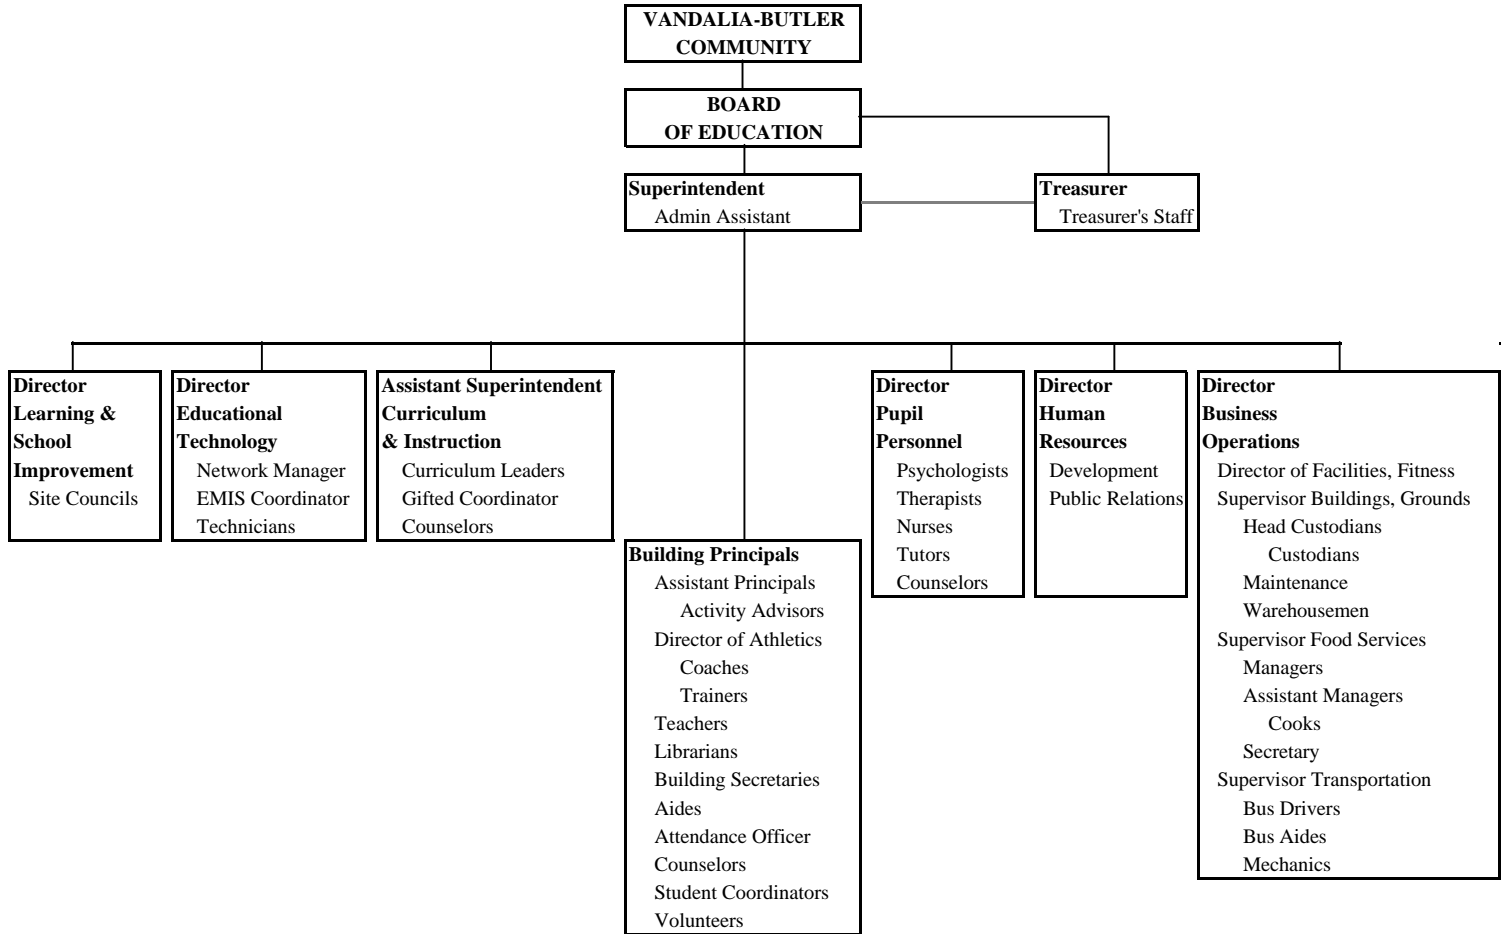 VANDALIA-BUTLER
COMMUNITY
BOARD
OF EDUCATION
Superintendent
Admin Assistant
Treasurer
Treasurer's Staff
Director
Learning &
School
Improvement
Site Councils
Director
Educational
Technology
Network Manager
EMIS Coordinator
Technicians
Assistant Superintendent
Curriculum
& Instruction
Curriculum Leaders
Gifted Coordinator
Counselors
Building Principals
Assistant Principals
Activity Advisors
Director of Athletics
Coaches
Trainers
Teachers
Librarians
Building Secretaries
Aides
Attendance Officer
Counselors
Student Coordinators
Volunteers
Director
Pupil
Personnel
Psychologists
Therapists
Nurses
Tutors
Counselors
Director
Human
Resources
Development
Public Relations
Director
Business
Operations
Director of Facilities, Fitness
Supervisor Buildings, Grounds
Head Custodians
Custodians
Maintenance
Warehousemen
Supervisor Food Services
Managers
Assistant Managers
Cooks
Secretary
Supervisor Transportation
Bus Drivers
Bus Aides
Mechanics